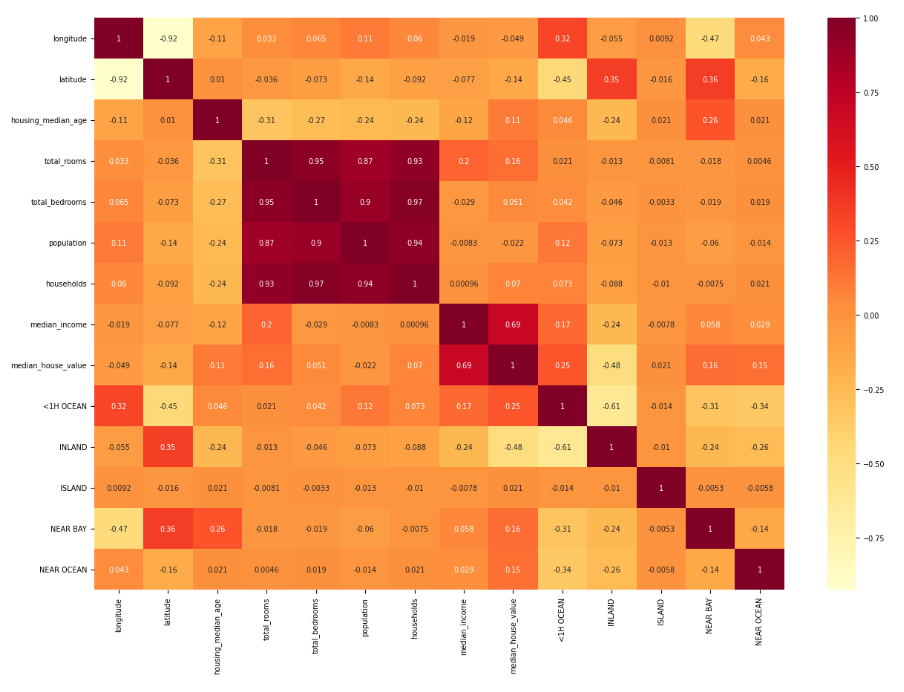 longitude 1 -0.92 -0.11 0.033 0.065 0.11 0.06 -0.019 -0.049 0.32 -0.055 0.0092 -0.47 0.043
latitude -0.92 1 0.01 -0.036 -0.073 -0.14 -0.092 -0.077 -0.14 -0.45 0.35 -0.016 0.36 -0.16
housing_median_age -0.11 0.01 1 -0.31 -0.27 -0.24 -0.24 -0.12 0.11 0.046 -0.24 0.021 0.26 0.021
total_rooms 0.033 -0.036 -0.31 1 0.95 0.87 0.93 0.2 0.16 0.021 -0.013 -0.0081 -0.018 0.0046
total_bedrooms 0.065 -0.073 -0.27 0.95 1 0.9 0.97 -0.029 0.051 0.042 -0.046 -0.0033 -0.019 0.019
population 0.11 -0.14 -0.24 0.87 0.9 1 0.94 -0.0083 -0.022 0.12 -0.073 -0.013 -0.06 -0.014
households 0.06 -0.092 -0.24 0.93 0.97 0.94 1 0.00096 0.07 0.073 -0.088 -0.01 -0.0075 0.021
median_income -0.019 -0.077 -0.12 0.2 -0.029 -0.0083 0.00096 1 0.69 0.17 -0.24 -0.0078 0.058 0.029
median_house_value -0.049 -0.14 0.11 0.16 0.051 -0.022 0.07 0.69 1 0.25 -0.48 0.021 0.16 0.15
<1H OCEAN 0.32 -0.45 0.046 0.021 0.042 0.12 0.073 0.17 0.25 1 -0.61 -0.014 -0.31 -0.34
INLAND -0.055 0.35 -0.24 -0.013 -0.046 -0.073 -0.088 -0.24 -0.48 -0.61 1 -0.01 -0.24 -0.26
ISLAND 0.0092 -0.016 0.021 -0.0081 -0.0033 -0.013 -0.01 -0.0078 0.021 -0.014 -0.01 1 -0.0053 -0.0058
NEAR BAY -0.47 0.36 0.26 -0.018 -0.019 -0.06 -0.0075 0.058 0.16 -0.31 -0.24 -0.0053 1 -0.14
NEAR OCEAN 0.043 -0.16 0.021 0.0046 0.019 -0.014 0.021 0.029 0.15 -0.34 -0.26 -0.0058 -0.14 1
longitude
latitude
housing_median_age
total_rooms
total_bedrooms
population
households
median_income
median_house_value
<1H OCEAN
INLAND
ISLAND
NEAR BAY
NEAR OCEAN
1.00
0.75
0.50
0.25
0.00
−0.25
−0.50
−0.75